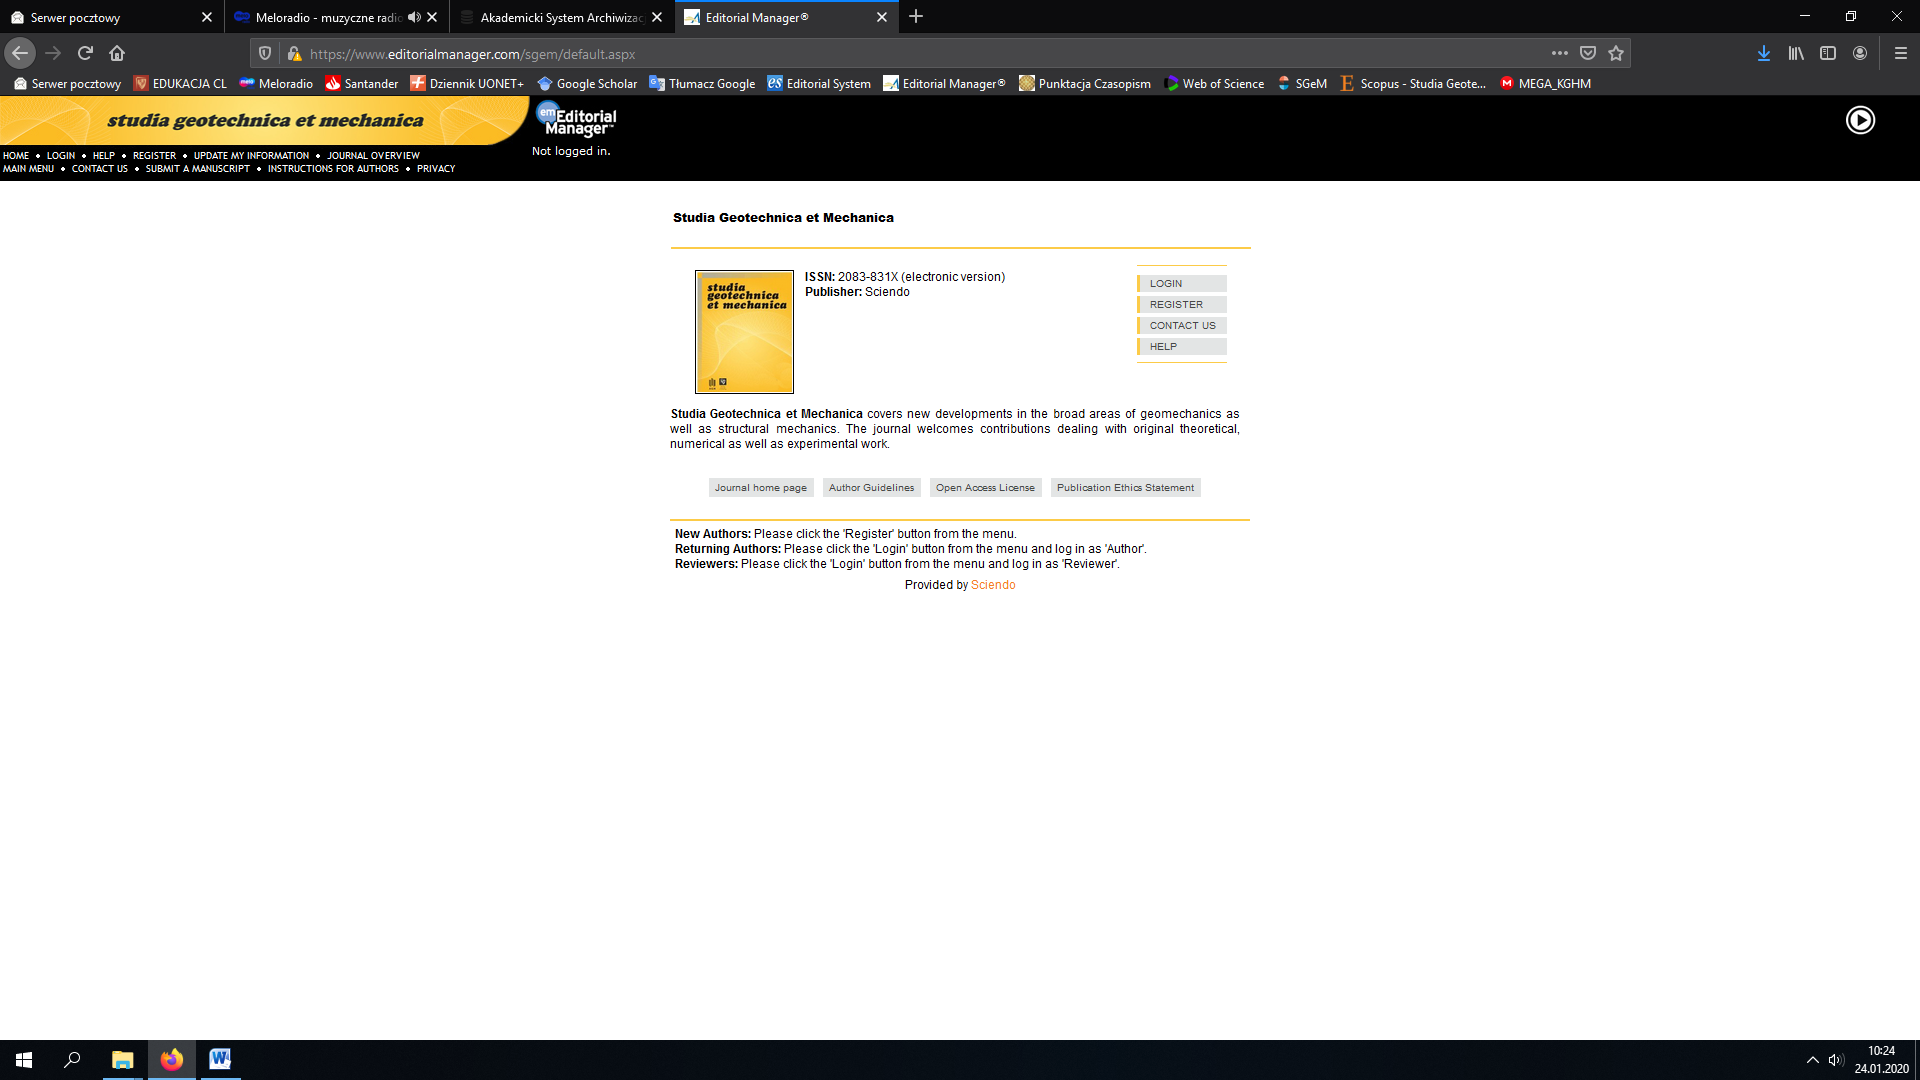 Serwer pocztowy
Meloradio - muzyczne radio
Akademicki System Archiwizac
Editorial Manager®
https://www.editorialmanager.com/sgem/default.aspx
Serwer pocztowy EDUKACJA CL Meloradio Santander Dziennik UONET+ Google Scholar Tłumacz Google Editorial System Editorial Manager® Punktacja Czasopism Web of Science SGeM Scopus - Studia Geote... MEGA_KGHM
studia geotechnica et mechanica
em Editorial
Manager™
Not logged in.
HOME • LOGIN • HELP • REGISTER • UPDATE MY INFORMATION • JOURNAL OVERVIEW
MAIN MENU • CONTACT US • SUBMIT A MANUSCRIPT • INSTRUCTIONS FOR AUTHORS • PRIVACY
Studia Geotechnica et Mechanica
studia
geotechnica
et mechanica
ISSN: 2083-831X (electronic version)
Publisher: Sciendo
LOGIN
REGISTER
CONTACT US
HELP
Studia Geotechnica et Mechanica covers new developments in the broad areas of geomechanics as
well as structural mechanics. The journal welcomes contributions dealing with original theoretical,
numerical as well as experimental work.
Journal home page Author Guidelines Open Access License Publication Ethics Statement
New Authors: Please click the 'Register' button from the menu.
Returning Authors: Please click the 'Login' button from the menu and log in as 'Author'.
Reviewers: Please click the 'Login' button from the menu and log in as 'Reviewer'.
Provided by Sciendo
10:24
24.01.2020